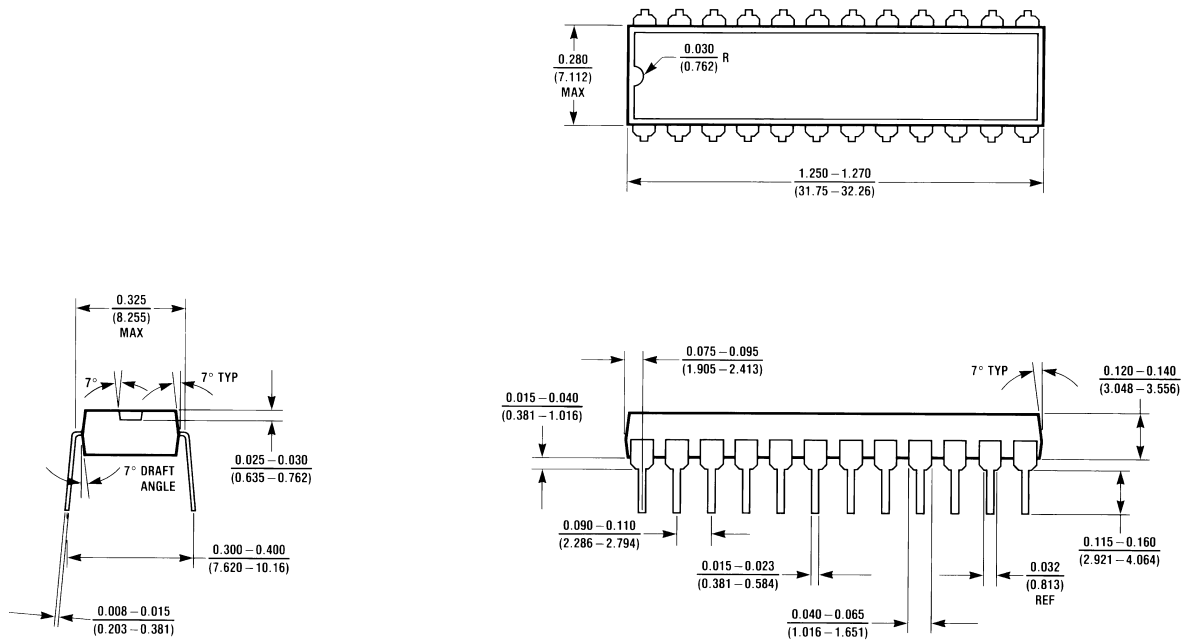 0.280
(7.112)
MAX
0.030
(0.762)
R
1.250 – 1.270
(31.75 – 32.26)
0.325
(8.255)
MAX
7°
7° TYP
0.025 – 0.030
(0.635 – 0.762)
7° DRAFT
ANGLE
0.300 – 0.400
(7.620 – 10.16)
0.008 – 0.015
(0.203 – 0.381)
0.075 – 0.095
(1.905 – 2.413)
7° TYP
0.120 – 0.140
(3.048 – 3.556)
0.015 – 0.040
(0.381 – 1.016)
0.090 – 0.110
(2.286 – 2.794)
0.115 – 0.160
(2.921 – 4.064)
0.015 – 0.023
(0.381 – 0.584)
0.032
(0.813)
REF
0.040 – 0.065
(1.016 – 1.651)